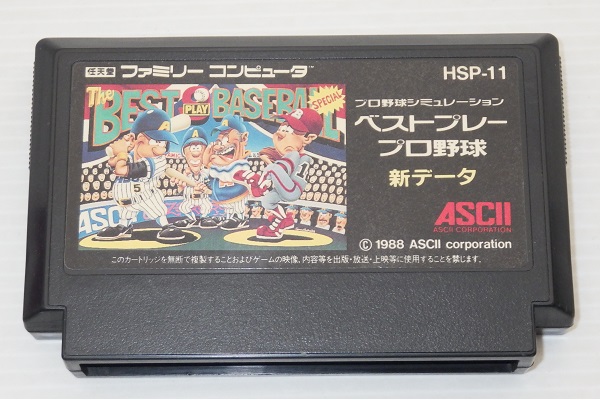 任天堂 ファミリー コンピュータ™
HSP-11
The BEST PLAY BASEBALL
SPECIAL
プロ野球シミュレーション
ベストプレー
プロ野球
新データ
5
ASCII
ASCII
ASCII CORPORATION
© 1988 ASCII corporation
このカートリッジを無断で複製することおよびゲームの映像、内容等を出版・放送・上映等に使用することを禁じます。